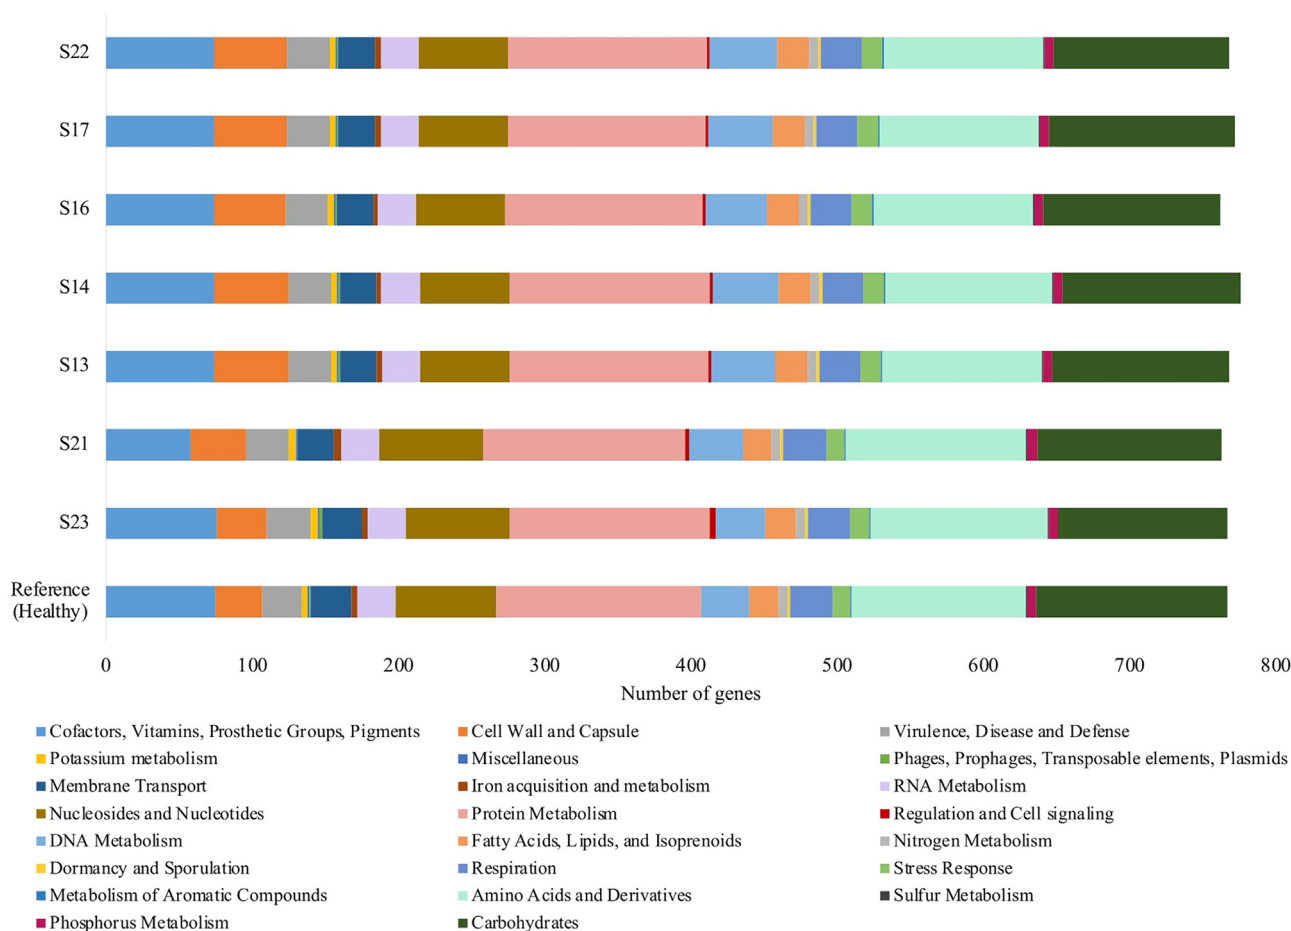 S22
S17
S16
S14
S13
S21
S23
Reference
(Healthy)
0 100 200 300 400 500 600 700 800
Number of genes
Cofactors, Vitamins, Prosthetic Groups, Pigments Cell Wall and Capsule Virulence, Disease and Defense
Potassium metabolism Miscellaneous Phages, Prophages, Transposable elements, Plasmids
Membrane Transport Iron acquisition and metabolism RNA Metabolism
Nucleosides and Nucleotides Protein Metabolism Regulation and Cell signaling
DNA Metabolism Fatty Acids, Lipids, and Isoprenoids Nitrogen Metabolism
Dormancy and Sporulation Respiration Stress Response
Metabolism of Aromatic Compounds Amino Acids and Derivatives Sulfur Metabolism
Phosphorus Metabolism Carbohydrates